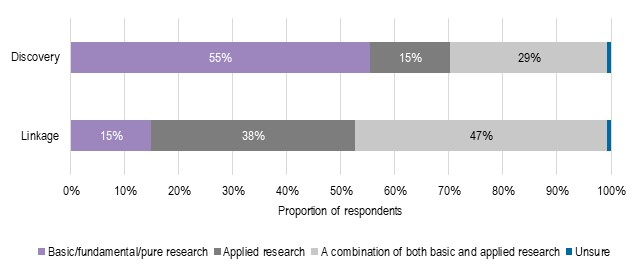 Discovery 55% 15% 29%
Linkage 15% 38% 47%
0% 10% 20% 30% 40% 50% 60% 70% 80% 90% 100%
Proportion of respondents
Basic/fundamental/pure research Applied research A combination of both basic and applied research Unsure